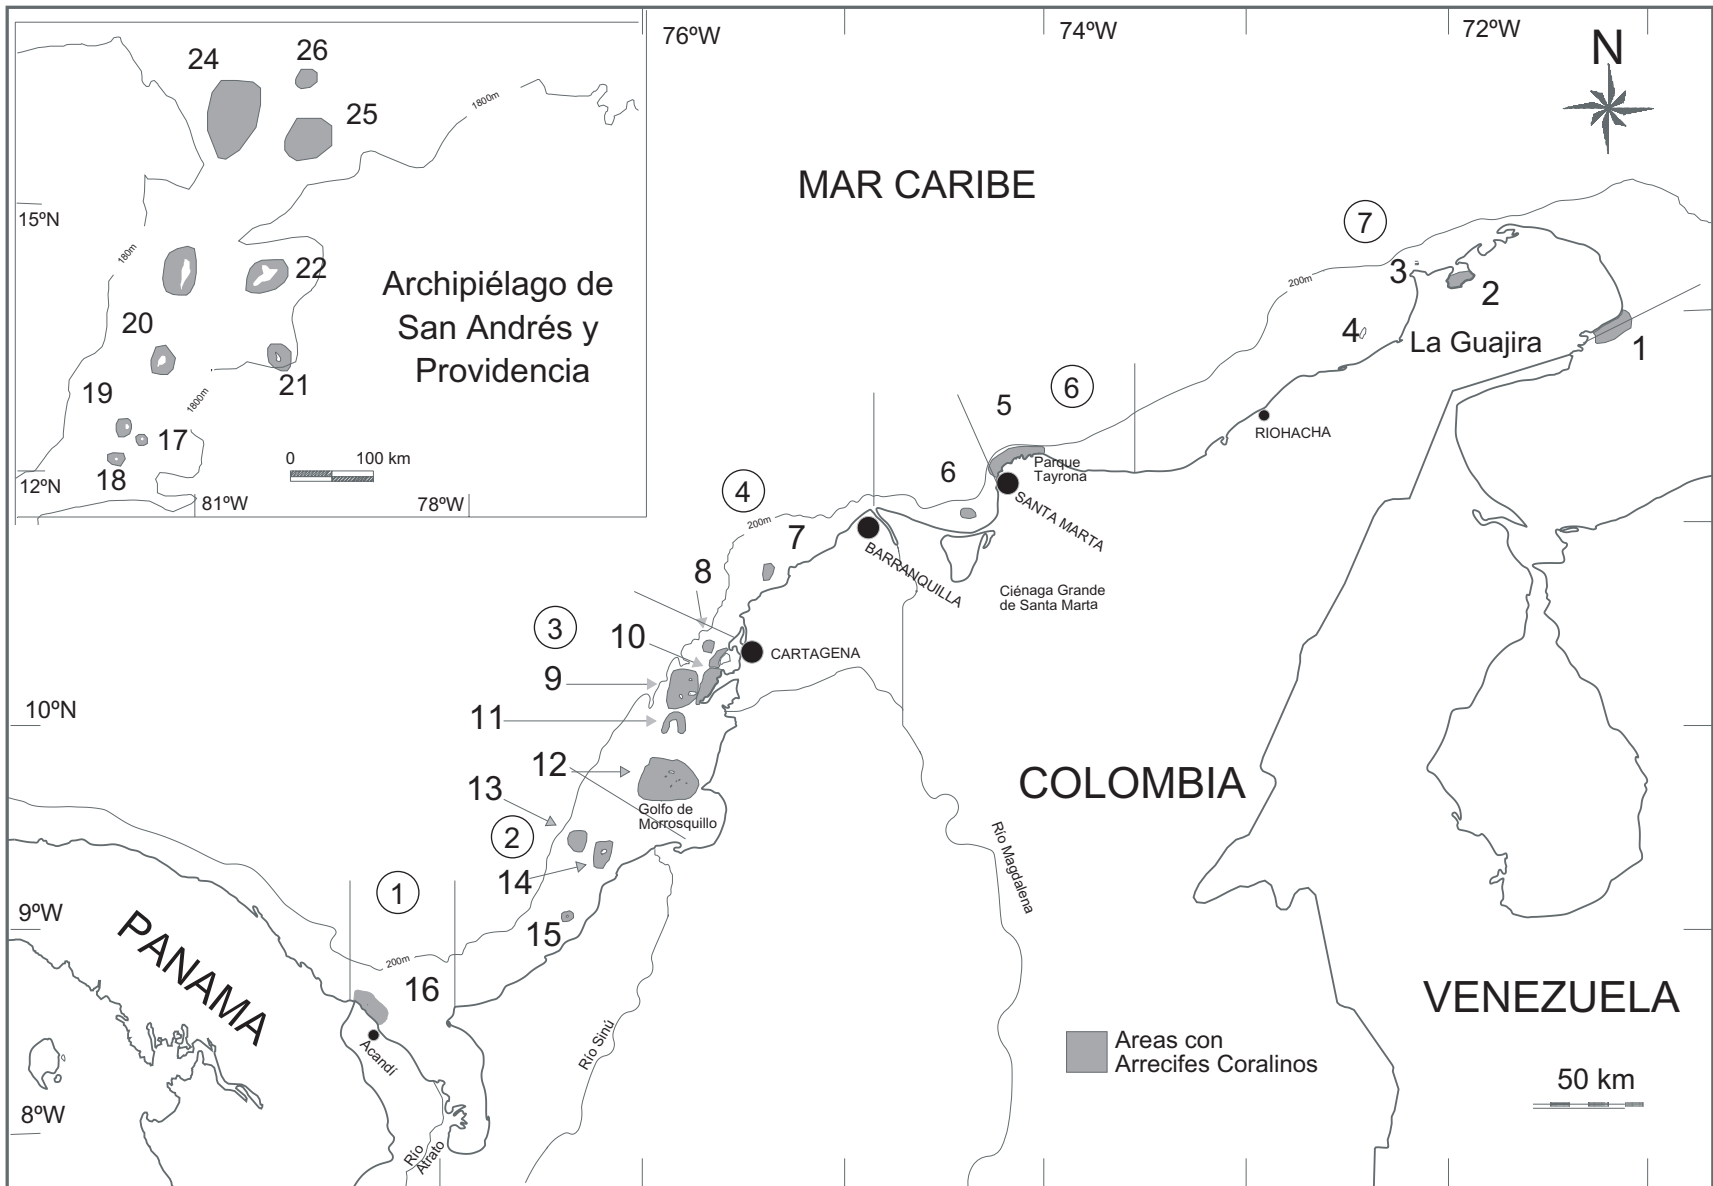 76ºW
74ºW
72ºW
N
24
26
25
1800m
15ºN
180m
22
Archipiélago de
San Andrés y
Providencia
20
21
19
1800m
17
18
0
100 km
12ºN
81ºW
78ºW
MAR CARIBE
7
3
2
200m
4
La Guajira
1
6
5
RIOHACHA
Parque
Tayrona
6
SANTA MARTA
4
200m
7
BARRANQUILLA
Ciénaga Grande
de Santa Marta
8
3
10
CARTAGENA
9
10ºN
11
12
COLOMBIA
13
Golfo de
Morrosquillo
2
14
Río Magdalena
1
9ºW
PANAMA
15
200m
16
VENEZUELA
Acandí
Río Sinú
Areas con
Arrecifes Coralinos
50 km
8ºW
Río
Atrato